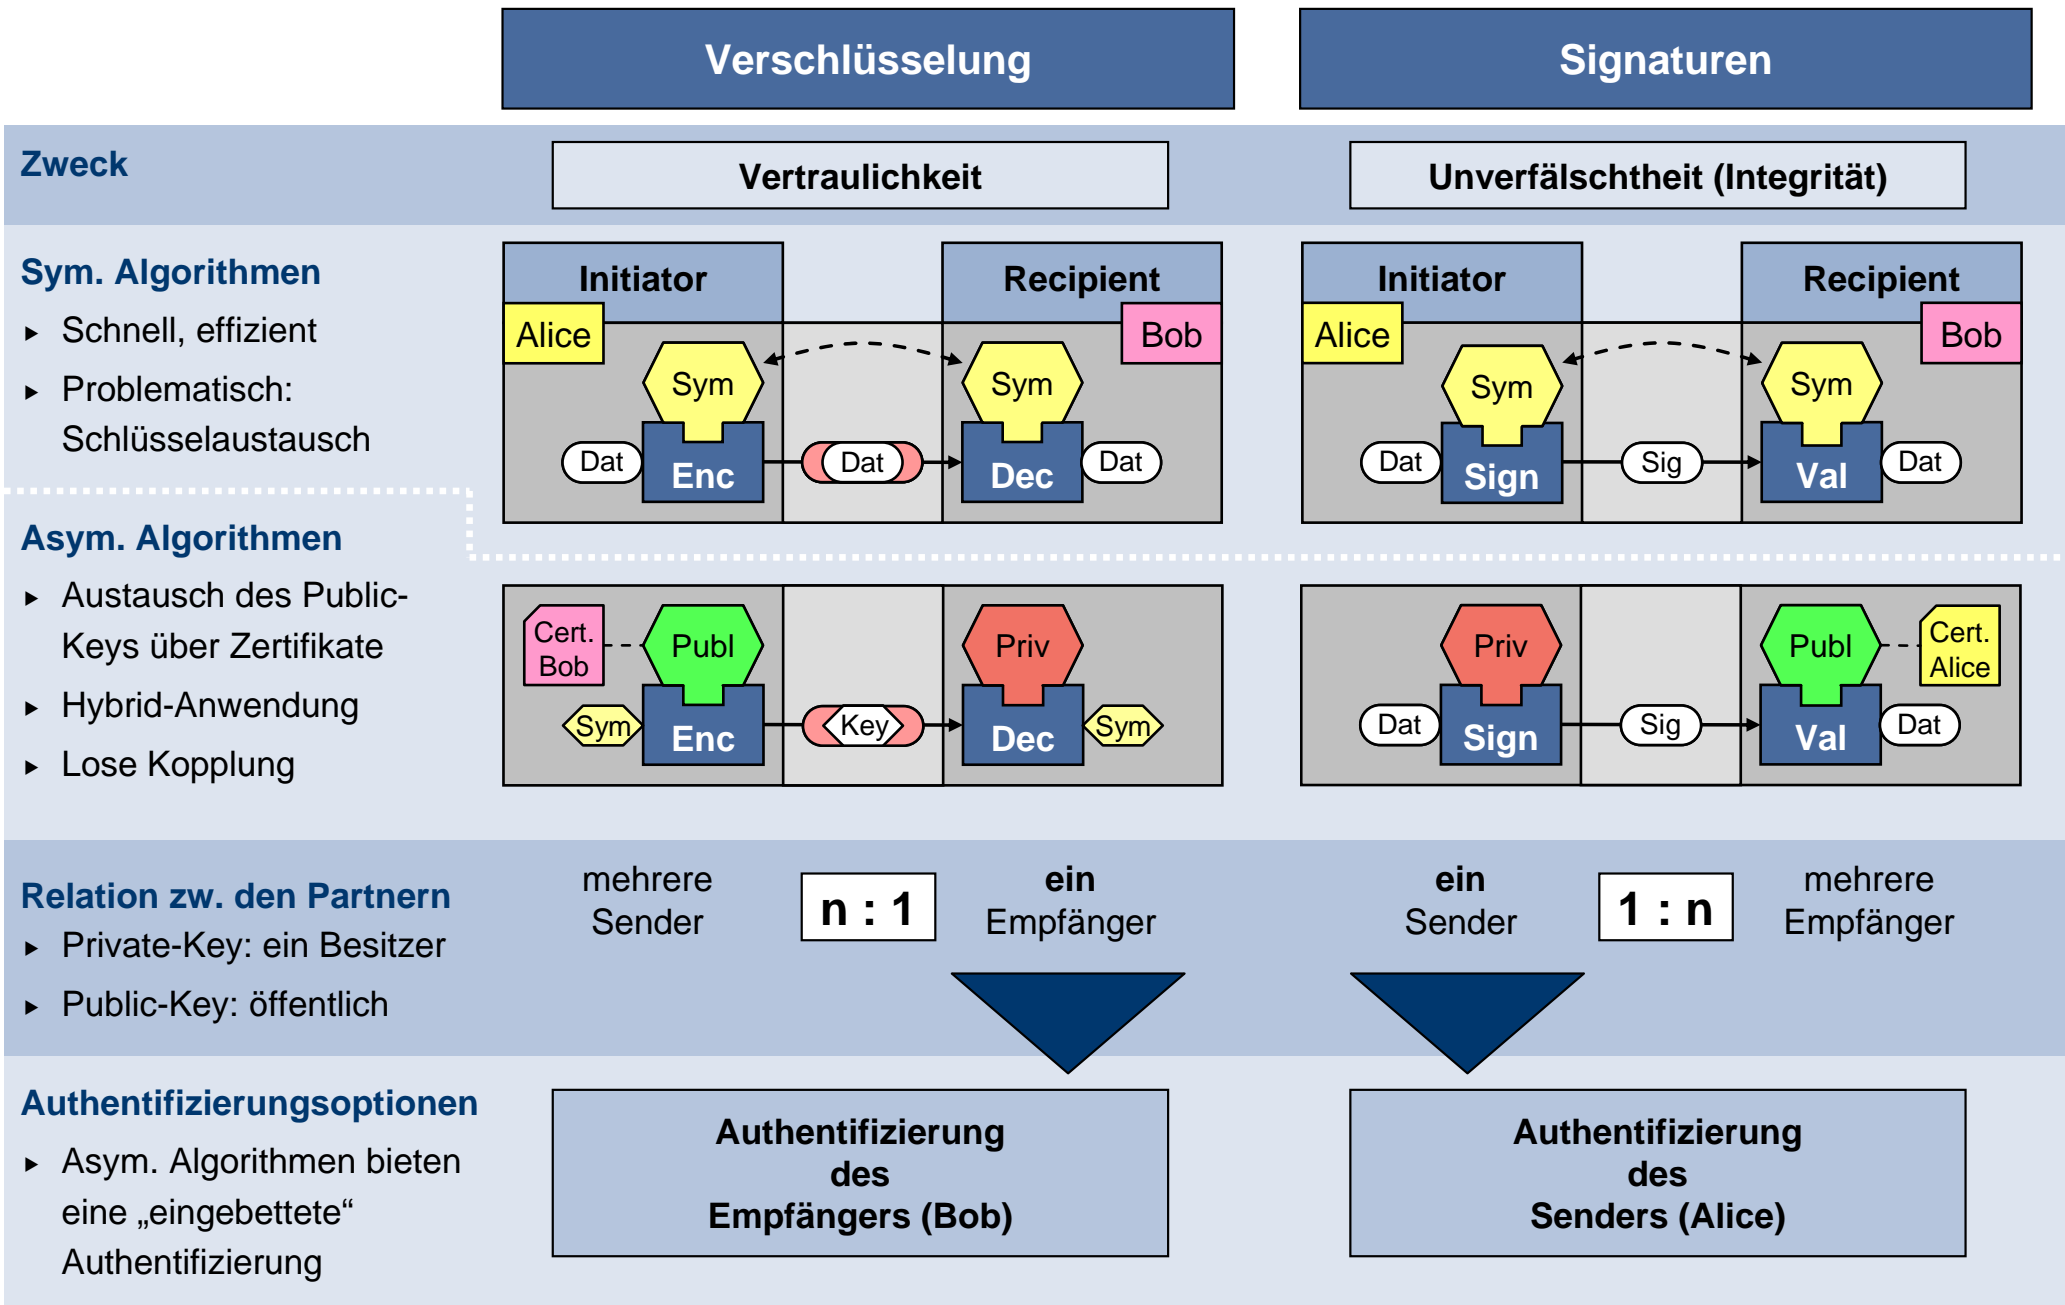 Verschlüsselung
Signaturen
Zweck
Vertraulichkeit
Unverfälschtheit (Integrität)
Sym. Algorithmen
▸ Schnell, effizient
▸ Problematisch:
Schlüsselaustausch
Initiator
Recipient
Alice
Bob
Sym
Sym
Dat
Enc
Dat
Dec
Dat
Initiator
Recipient
Alice
Bob
Sym
Sym
Dat
Sign
Sig
Val
Dat
Asym. Algorithmen
▸ Austausch des Public-
Keys über Zertifikate
▸ Hybrid-Anwendung
▸ Lose Kopplung
Cert.
Bob
Publ
Priv
Sym
Enc
Key
Dec
Sym
Priv
Publ
Cert.
Alice
Dat
Sign
Sig
Val
Dat
Relation zw. den Partnern
▸ Private-Key: ein Besitzer
▸ Public-Key: öffentlich
mehrere
Sender
n : 1
ein
Empfänger
ein
Sender
1 : n
mehrere
Empfänger
Authentifizierungsoptionen
▸ Asym. Algorithmen bieten
eine „eingebettete“
Authentifizierung
Authentifizierung
des
Empfängers (Bob)
Authentifizierung
des
Senders (Alice)